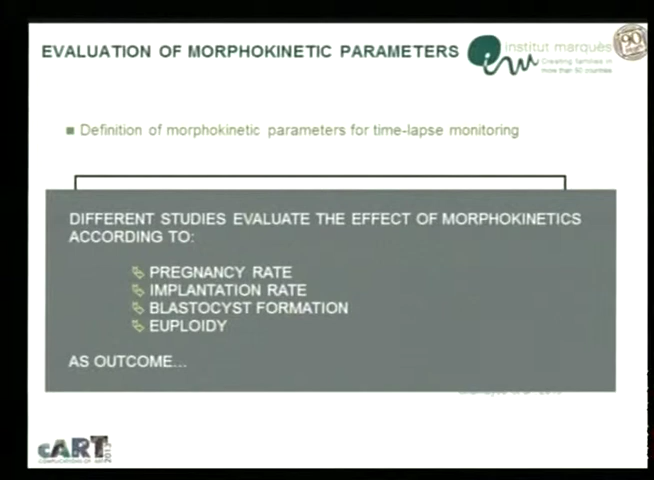 EVALUATION OF MORPHOKINETIC PARAMETERS
institut marquès
Creating families in
more than 50 countries
90
Definition of morphokinetic parameters for time-lapse monitoring
DIFFERENT STUDIES EVALUATE THE EFFECT OF MORPHOKINETICS
ACCORDING TO:
PREGNANCY RATE
IMPLANTATION RATE
BLASTOCYST FORMATION
EUPLOIDY
AS OUTCOME...
cART